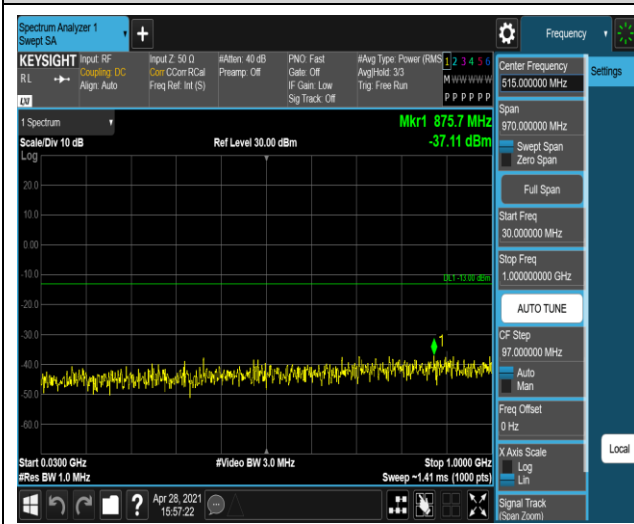 Spectrum Analyzer 1
Swept SA
+
Frequency
KEYSIGHT
RL
LXI
Input: RF
Coupling: DC
Align: Auto
Input Z: 50 Ω
Corr CCorr RCal
Freq Ref: Int (S)
#Atten: 40 dB
Preamp: Off
PNO: Fast
Gate: Off
IF Gain: Low
Sig Track: Off
#Avg Type: Power (RMS)
Avg|Hold: 3/3
Trig: Free Run
1 2 3 4 5 6
M W W W W W
P P P P P P
1 Spectrum
Scale/Div 10 dB
Log
Ref Level 30.00 dBm
Mkr1 875.7 MHz
-37.11 dBm
20.0
10.0
0.00
-10.0
-20.0
-30.0
-40.0
-50.0
-60.0
DL1 -13.00 dBm
1
Start 0.0300 GHz
#Res BW 1.0 MHz
#Video BW 3.0 MHz
Stop 1.0000 GHz
Sweep ~1.41 ms (1000 pts)
Center Frequency
515.000000 MHz
Settings
Span
970.000000 MHz
Swept Span
Zero Span
Full Span
Start Freq
30.000000 MHz
Stop Freq
1.000000000 GHz
AUTO TUNE
CF Step
97.000000 MHz
Auto
Man
Freq Offset
0 Hz
X Axis Scale
Log
Lin
Local
Signal Track
(Span Zoom)
?
Apr 28, 2021
15:57:22